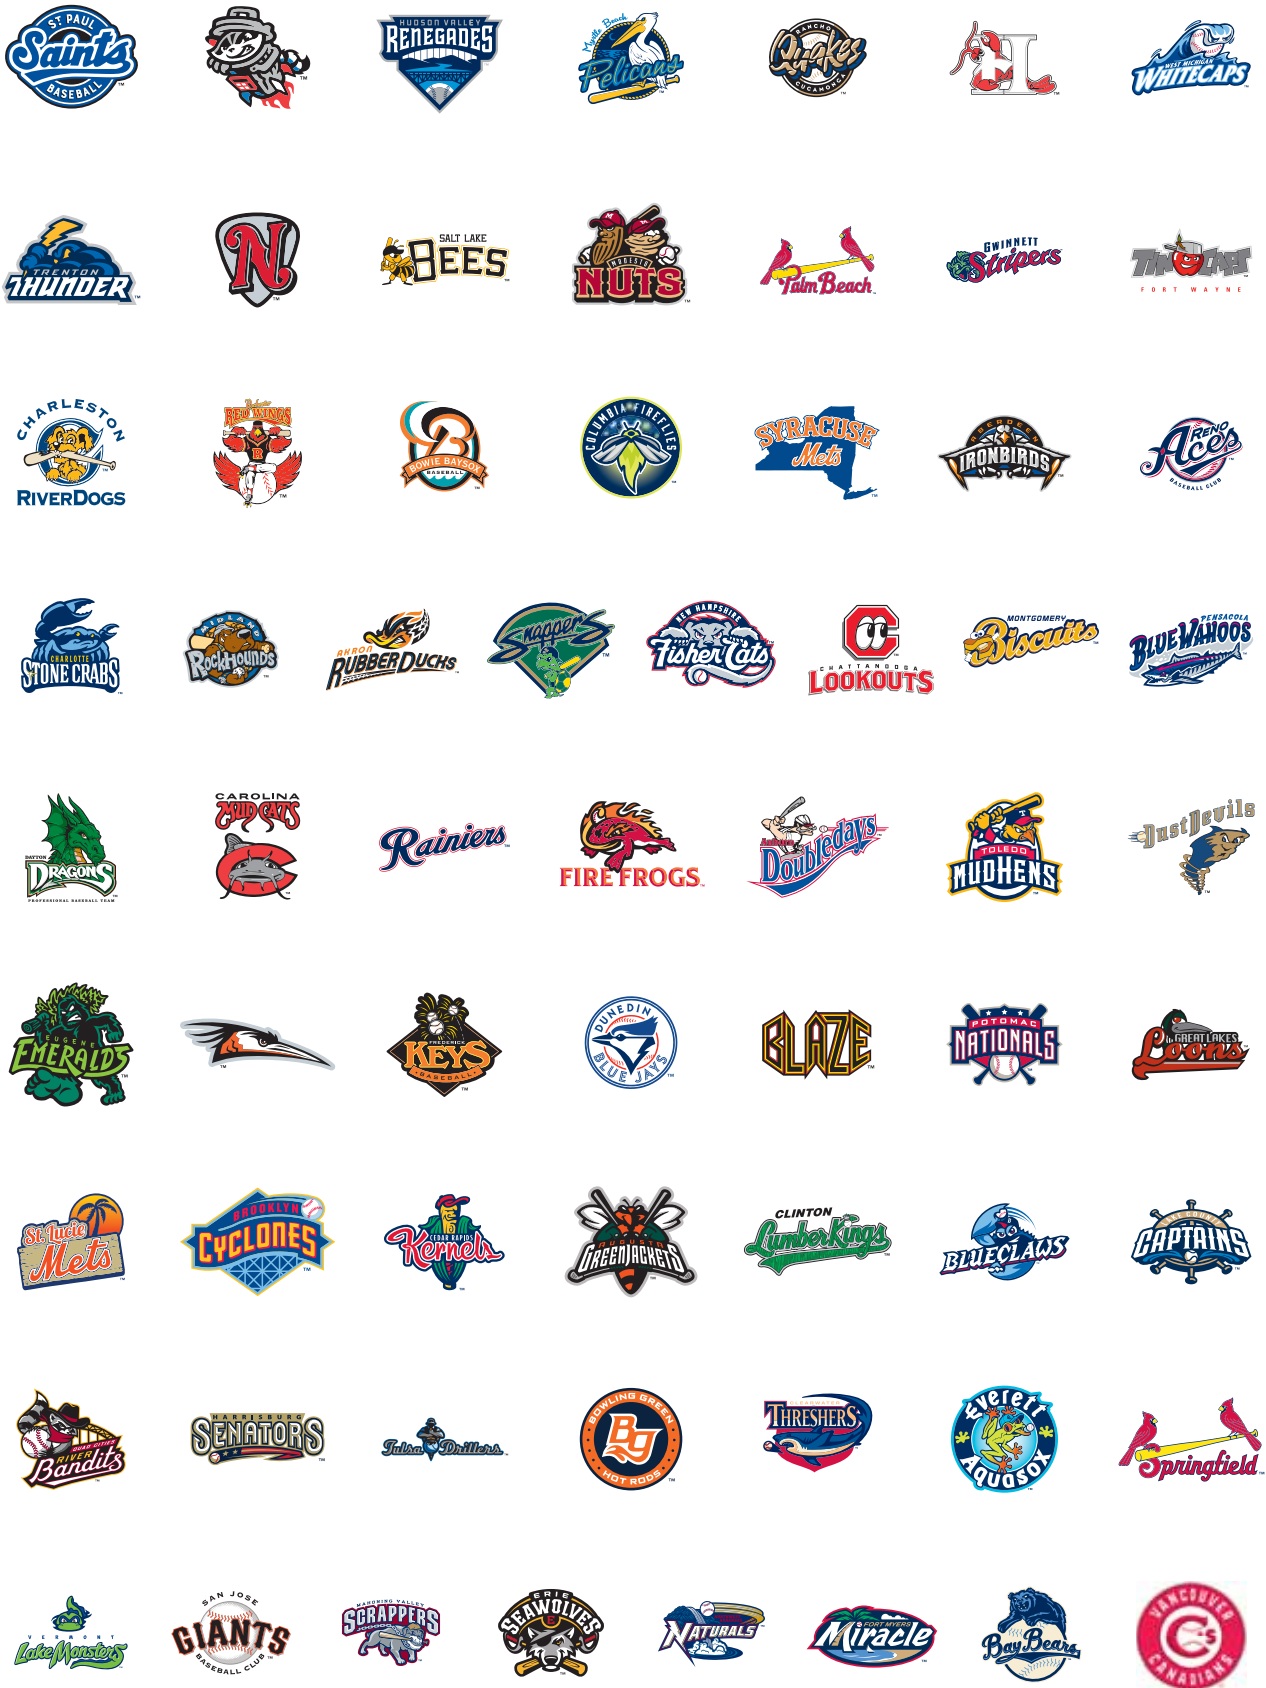 ST. PAUL
Saints
BASEBALL
HUDSON VALLEY
RENEGADES
Myrtle Beach
Pelicans
RANCHO
Quakes
CUCAMONGA
H
L
WEST MICHIGAN
WHITECAPS
TRENTON
THUNDER
N
SALT LAKE
BEES
MODESTO
NUTS
Palm Beach
GWINNETT
Stripers
TINCAPS
FORT WAYNE
CHARLESTON
RIVERDOGS
Rochester
RED WINGS
R
B
BOWIE BAYSOX
BASEBALL
COLUMBIA FIREFLIES
SYRACUSE
Mets
ABERDEEN
IRONBIRDS
RENO
Aces
BASEBALL CLUB
CHARLOTTE
STONE CRABS
MIDLAND
ROCKHOUNDS
AKRON
RUBBERDUCKS
SnapperS
NEW HAMPSHIRE
Fisher Cats
C
CHATTANOOGA
LOOKOUTS
MONTGOMERY
Biscuits
PENSACOLA
BLUE WAHOOS
DAYTON
DRAGONS
PROFESSIONAL BASEBALL TEAM
CAROLINA
MUDCATS
C
Rainiers
FIRE FROGS
Auburn
Doubledays
T
TOLEDO
MUDHENS
DustDevils
EUGENE
EMERALDS
FREDERICK
KEYS
BASEBALL
DUNEDIN
BLUE JAYS
BLAZE
POTOMAC
NATIONALS
GREAT LAKES
Loons
St. Lucie
Mets
BROOKLYN
CYCLONES
CEDAR RAPIDS
Kernels
AUGUSTA
GREENJACKETS
CLINTON
LumberKings
BLUECLAWS
LAKE COUNTY
CAPTAINS
QUAD CITIES
RIVER
Bandits
HARRISBURG
SENATORS
Tulsa Drillers
BOWLING GREEN
Bg
HOT RODS
CLEARWATER
THRESHERS
Everett
AquaSox
Springfield
VERMONT
Lake Monsters
SAN JOSE
GIANTS
BASEBALL CLUB
MAHONING VALLEY
SCRAPPERS
ERIE
SEAWOLVES
E
NATURALS
FORT MYERS
Miracle
BayBears
VANCOUVER
C's
CANADIANS